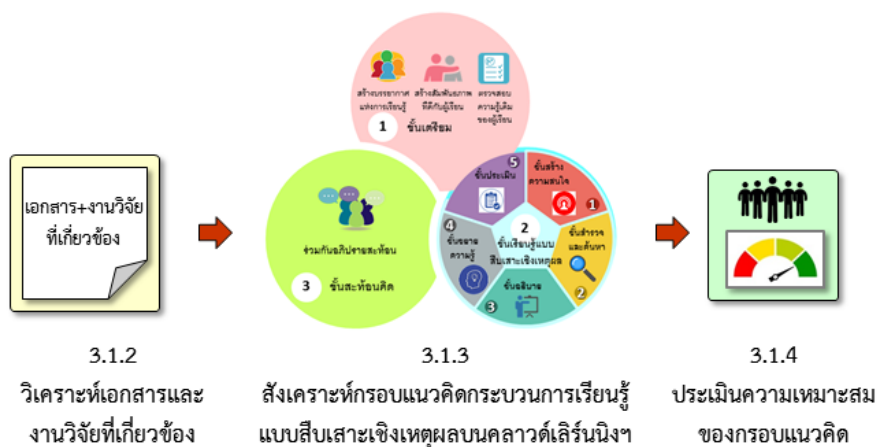 สร้างบรรยากาศ
แห่งการเรียนรู้
สร้างสัมพันธภาพ
ที่ดีกับผู้เรียน
ตรวจสอบ
ความรู้เดิม
ของผู้เรียน
1 ขั้นเตรียม
เอกสาร+งานวิจัย
ที่เกี่ยวข้อง
ร่วมกันอภิปรายสะท้อน
3 ขั้นสะท้อนคิด
2
ขั้นเรียนรู้แบบ
สืบเสาะเชิงเหตุผล
ขั้นสร้าง
ความสนใจ
1
ขั้นสำรวจ
และค้นหา
2
ขั้นอธิบาย
3
4
ขั้นขยาย
ความรู้
5
ขั้นประเมิน
3.1.2
วิเคราะห์เอกสารและ
งานวิจัยที่เกี่ยวข้อง
3.1.3
สังเคราะห์กรอบแนวคิดกระบวนการเรียนรู้
แบบสืบเสาะเชิงเหตุผลบนคลาวด์เลิร์นนิงฯ
3.1.4
ประเมินความเหมาะสม
ของกรอบแนวคิด